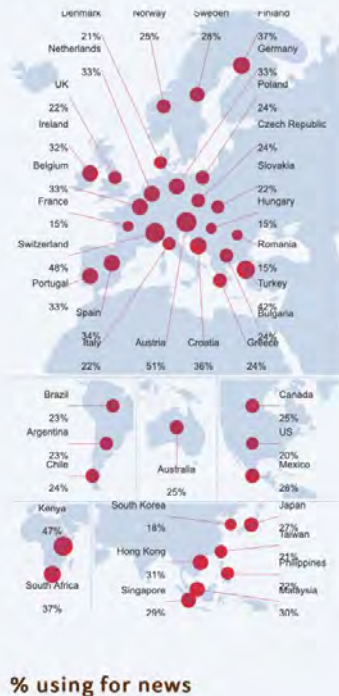 Denmark Norway Sweden Finland
21% 25% 28% 37%
Netherlands Germany
33% 33%
UK Poland
22% 24%
Ireland Czech Republic
32% 24%
Belgium Slovakia
33% 22%
France Hungary
15% 15%
Switzerland Romania
48% 15%
Portugal Turkey
33% 42%
Spain Bulgaria
34% 24%
Italy Austria Croatia Greece
22% 51% 36% 24%
Brazil Canada
23% 25%
Argentina US
23% 20%
Chile Australia Mexico
24% 25% 26%
Kenya South Korea Japan
47% 18% 27%
Taiwan
21%
Hong Kong Philippines
31% 22%
South Africa Singapore Malaysia
37% 29% 30%
% using for news